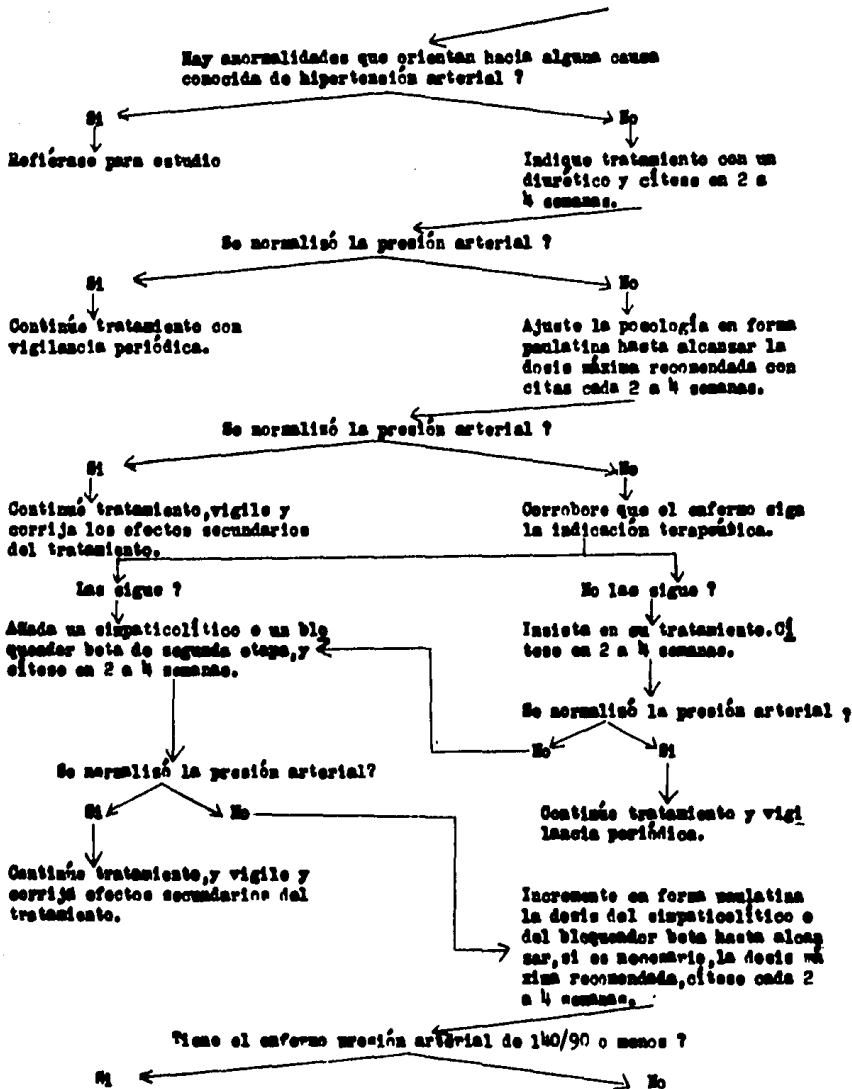 Hay anormalidades que orientan hacia alguna causa
conocida de hipertensión arterial ?
Si
No
Refiérase para estudio
Indique tratamiento con un
diurético y cítese en 2 a
4 semanas.
Se normalizó la presión arterial ?
Si
No
Continúe tratamiento con
vigilancia periódica.
Ajuste la posología en forma
paulatina hasta alcanzar la
dosis máxima recomendada con
citas cada 2 a 4 semanas.
Se normalizó la presión arterial ?
Si
No
Continúe tratamiento,vigile y
corrija los efectos secundarios
del tratamiento.
Corrobore que el enfermo siga
la indicación terapéutica.
Las sigue ?
No las sigue ?
Añada un simpaticolítico o un blo
queador beta de segunda etapa,y
cítese en 2 a 4 semanas.
Insista en su tratamiento.Cí
tese en 2 a 4 semanas.
Se normalizó la presión arterial ?
No
Si
Se normalizó la presión arterial?
Si
No
Continúe tratamiento y vigi
lancia periódica.
Continúe tratamiento,y vigile y
corrija efectos secundarios del
tratamiento.
Incremente en forma paulatina
la dosis del simpaticolítico o
del bloqueador beta hasta alcan
zar,si es necesario,la dosis má
xima recomendada,cítese cada 2
a 4 semanas.
Tiene el enfermo presión arterial de 140/90 o menos ?
Si
No